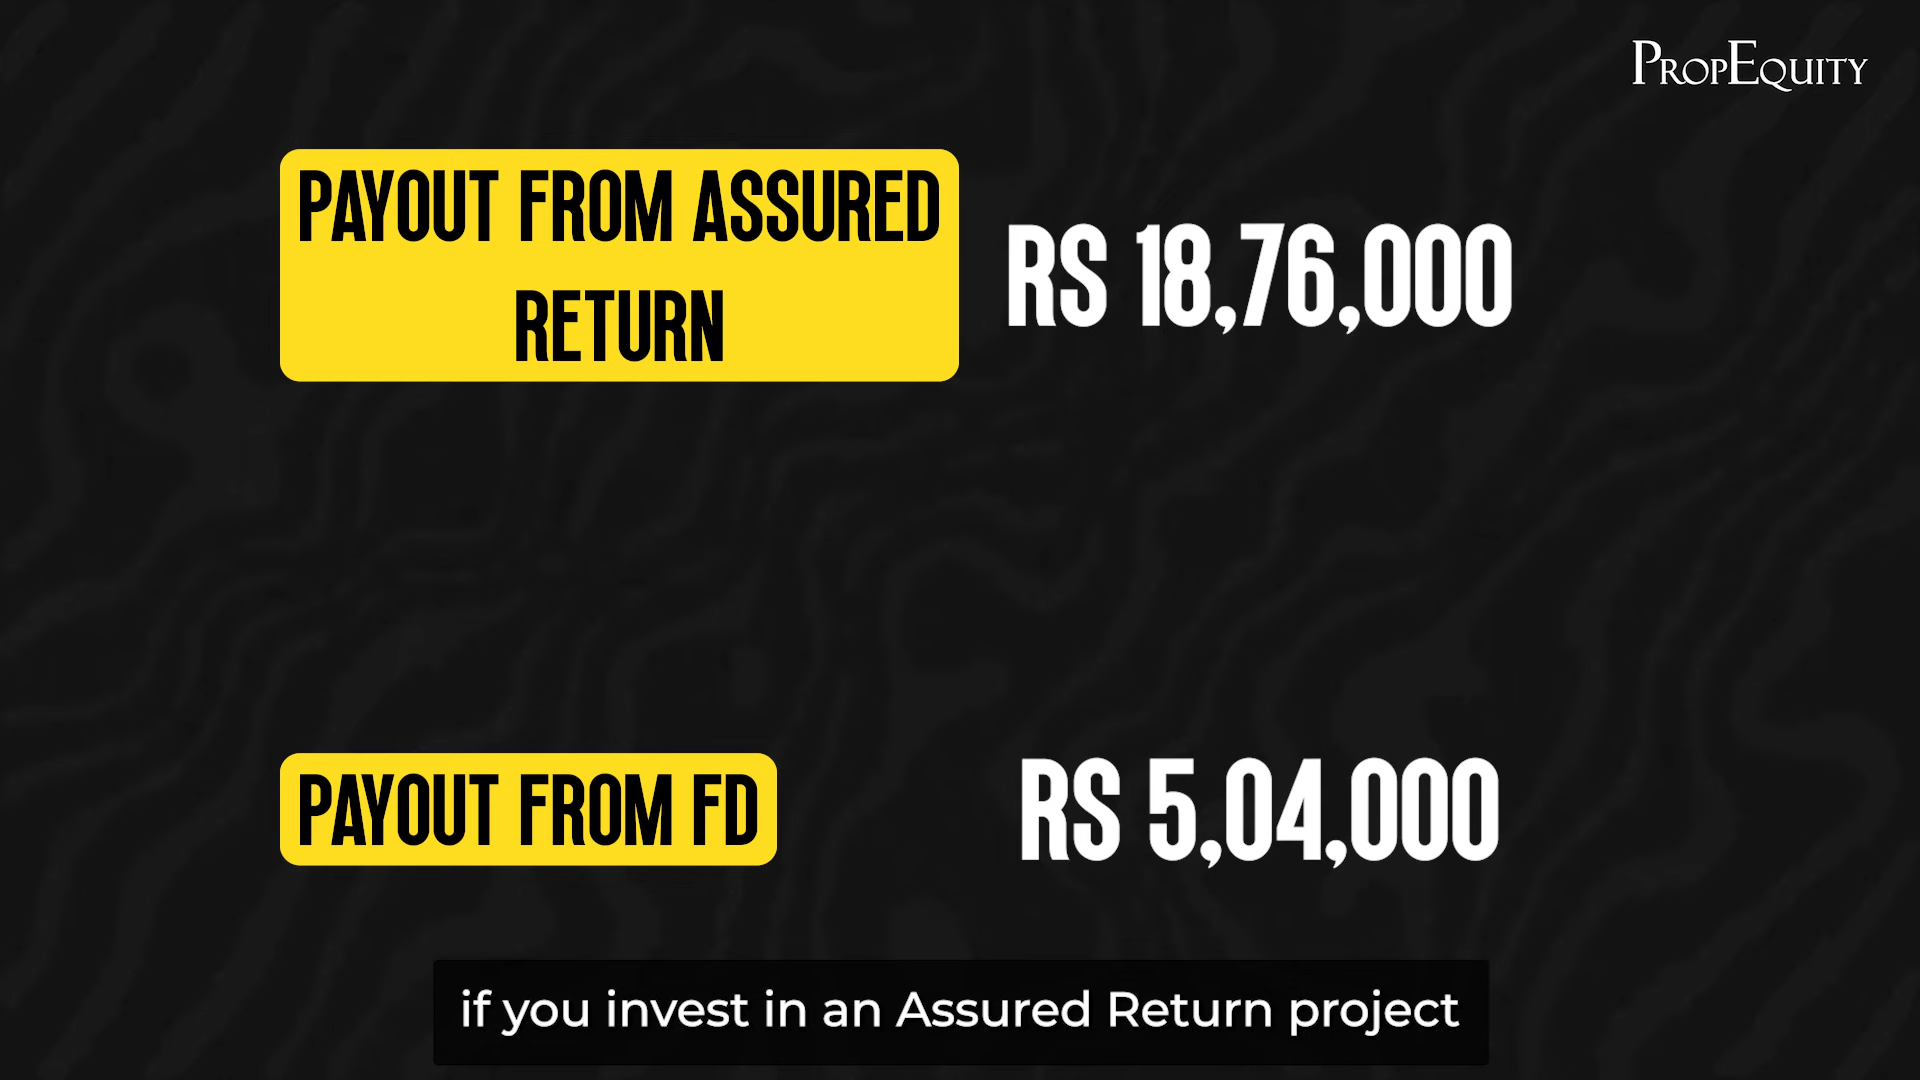 PROPEQUITY
PAYOUT FROM ASSURED
RETURN
RS 18,76,000
PAYOUT FROM FD
RS 5,04,000
if you invest in an Assured Return project